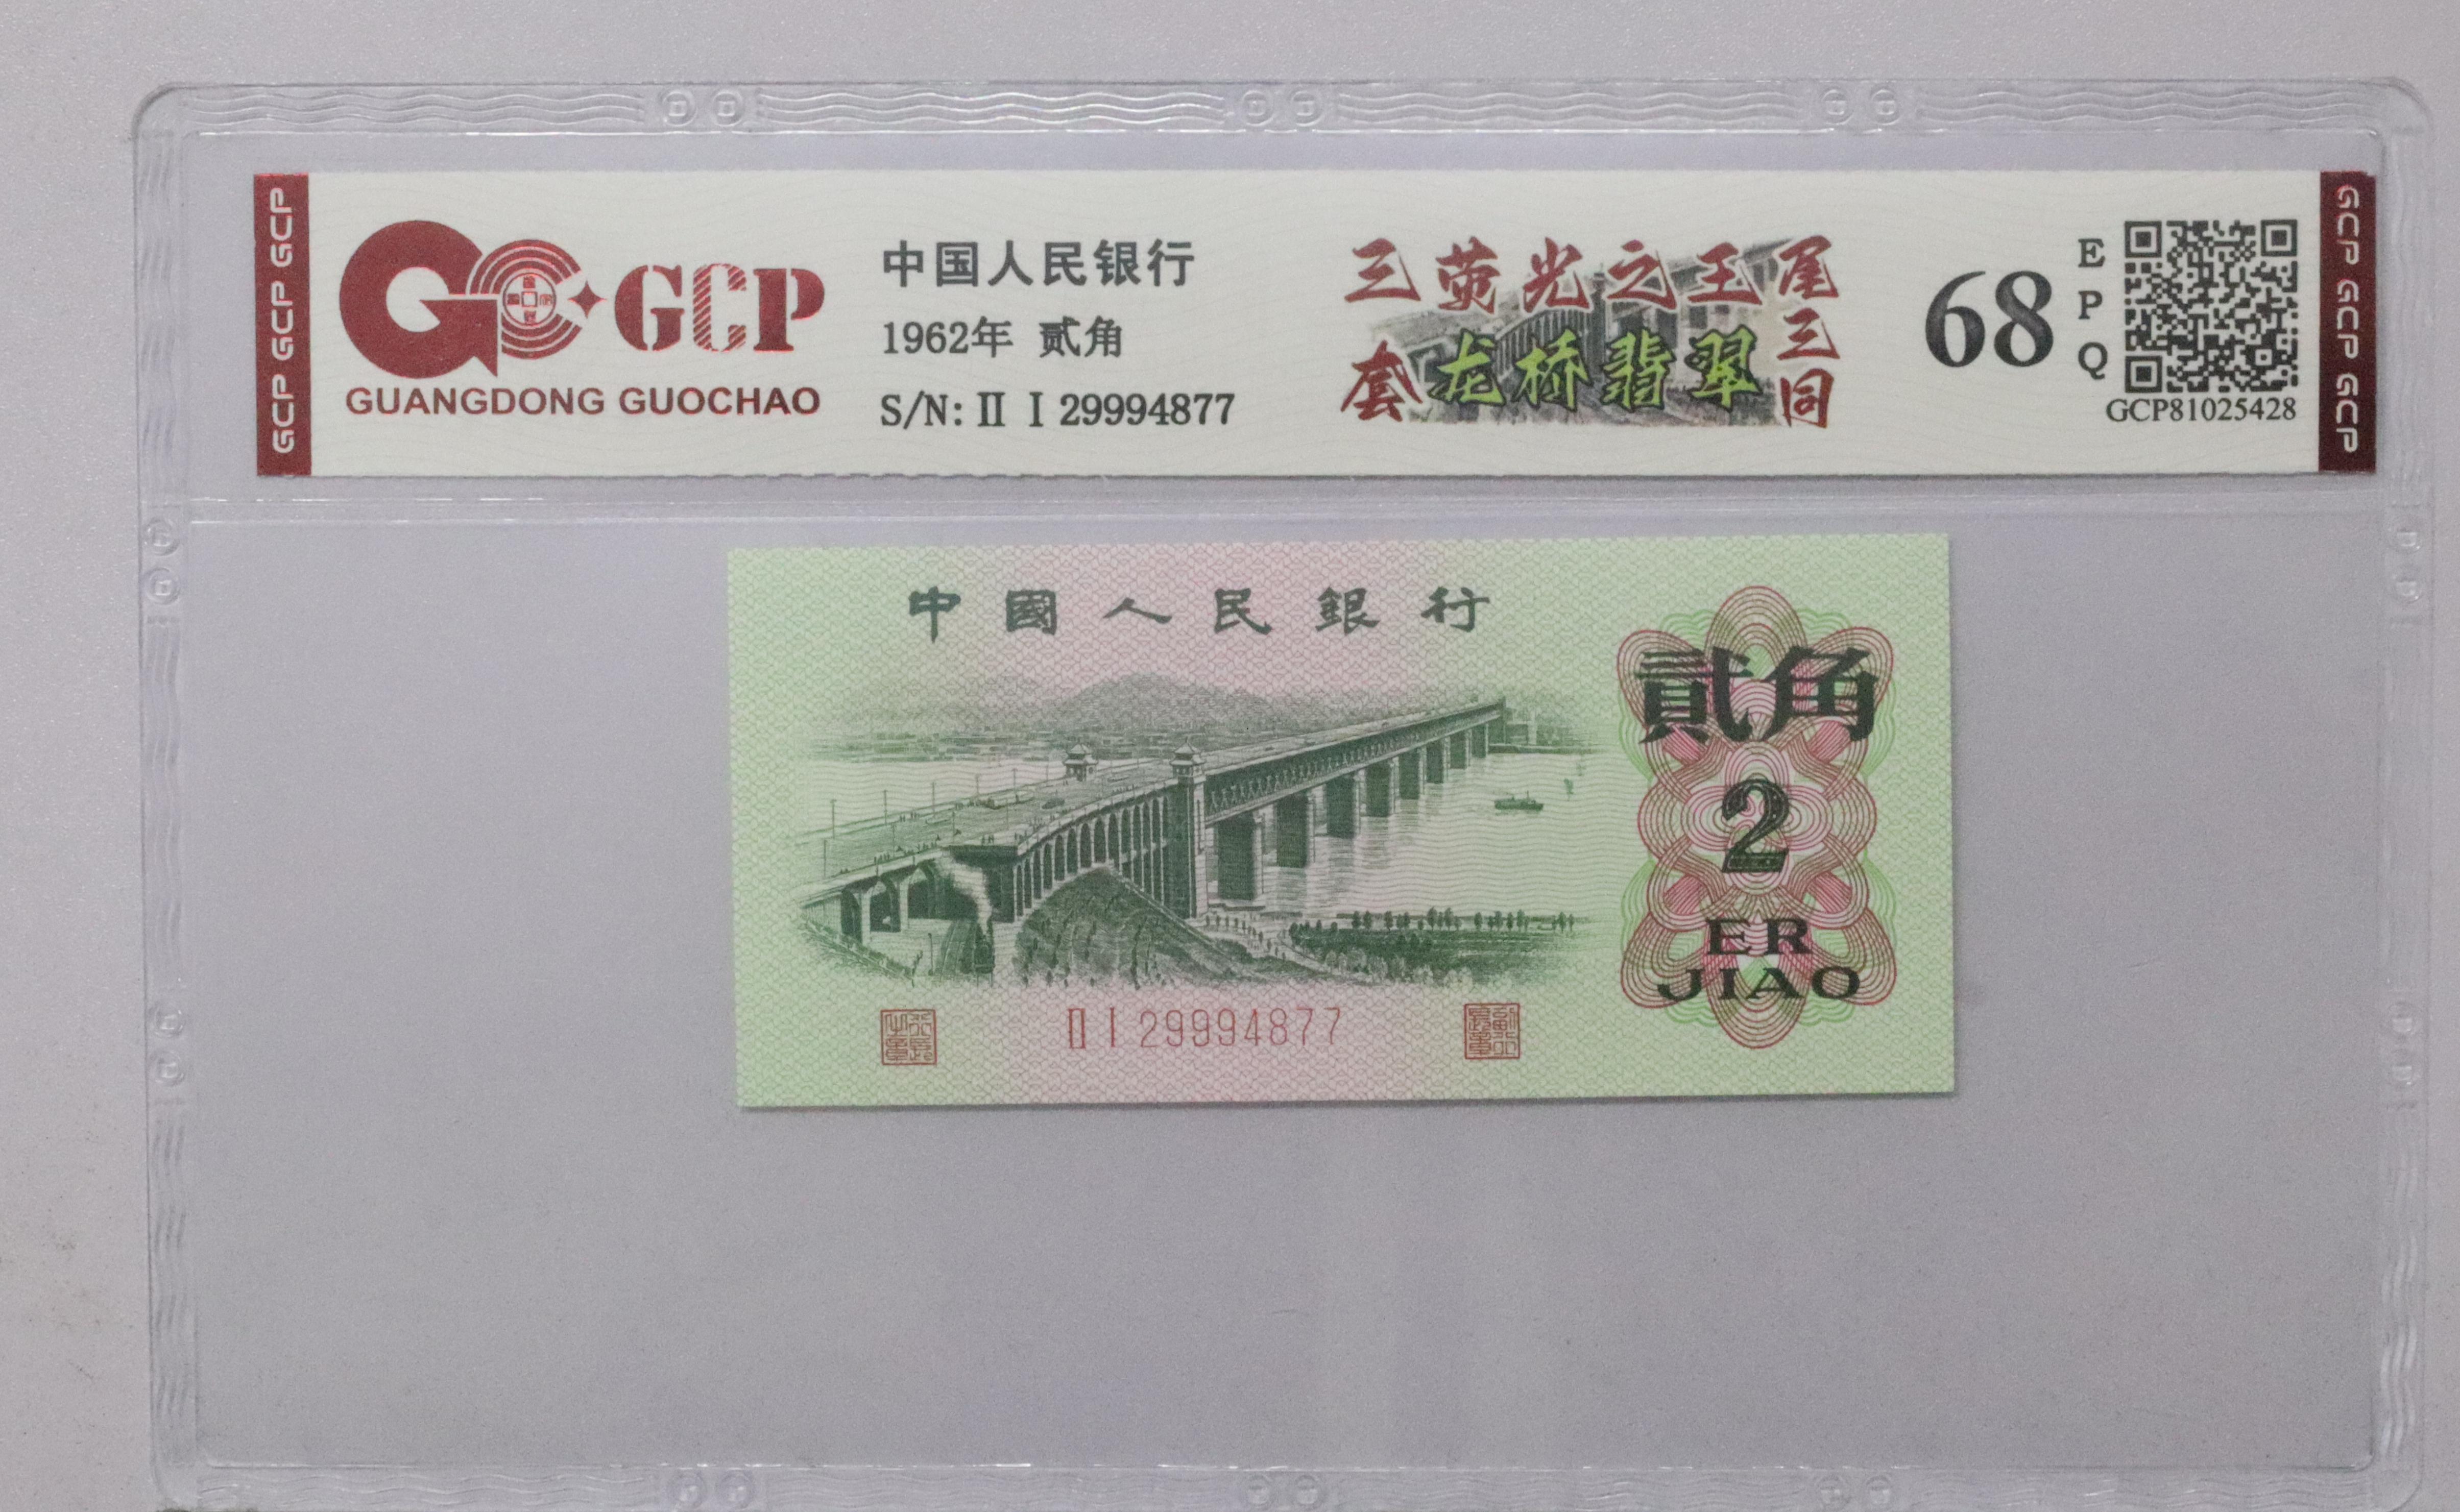 GCP GCP GCP
GCP
GUANGDONG GUOCHAO
中国人民银行
1962年 贰角
S/N: II I 29994877
三荧光之王
套龙桥翡翠
尾三同
68
EPQ
GCP81025428
GCP GCP GCP
中國人民銀行
貳角
2
ER
JIAO
II I 29994877